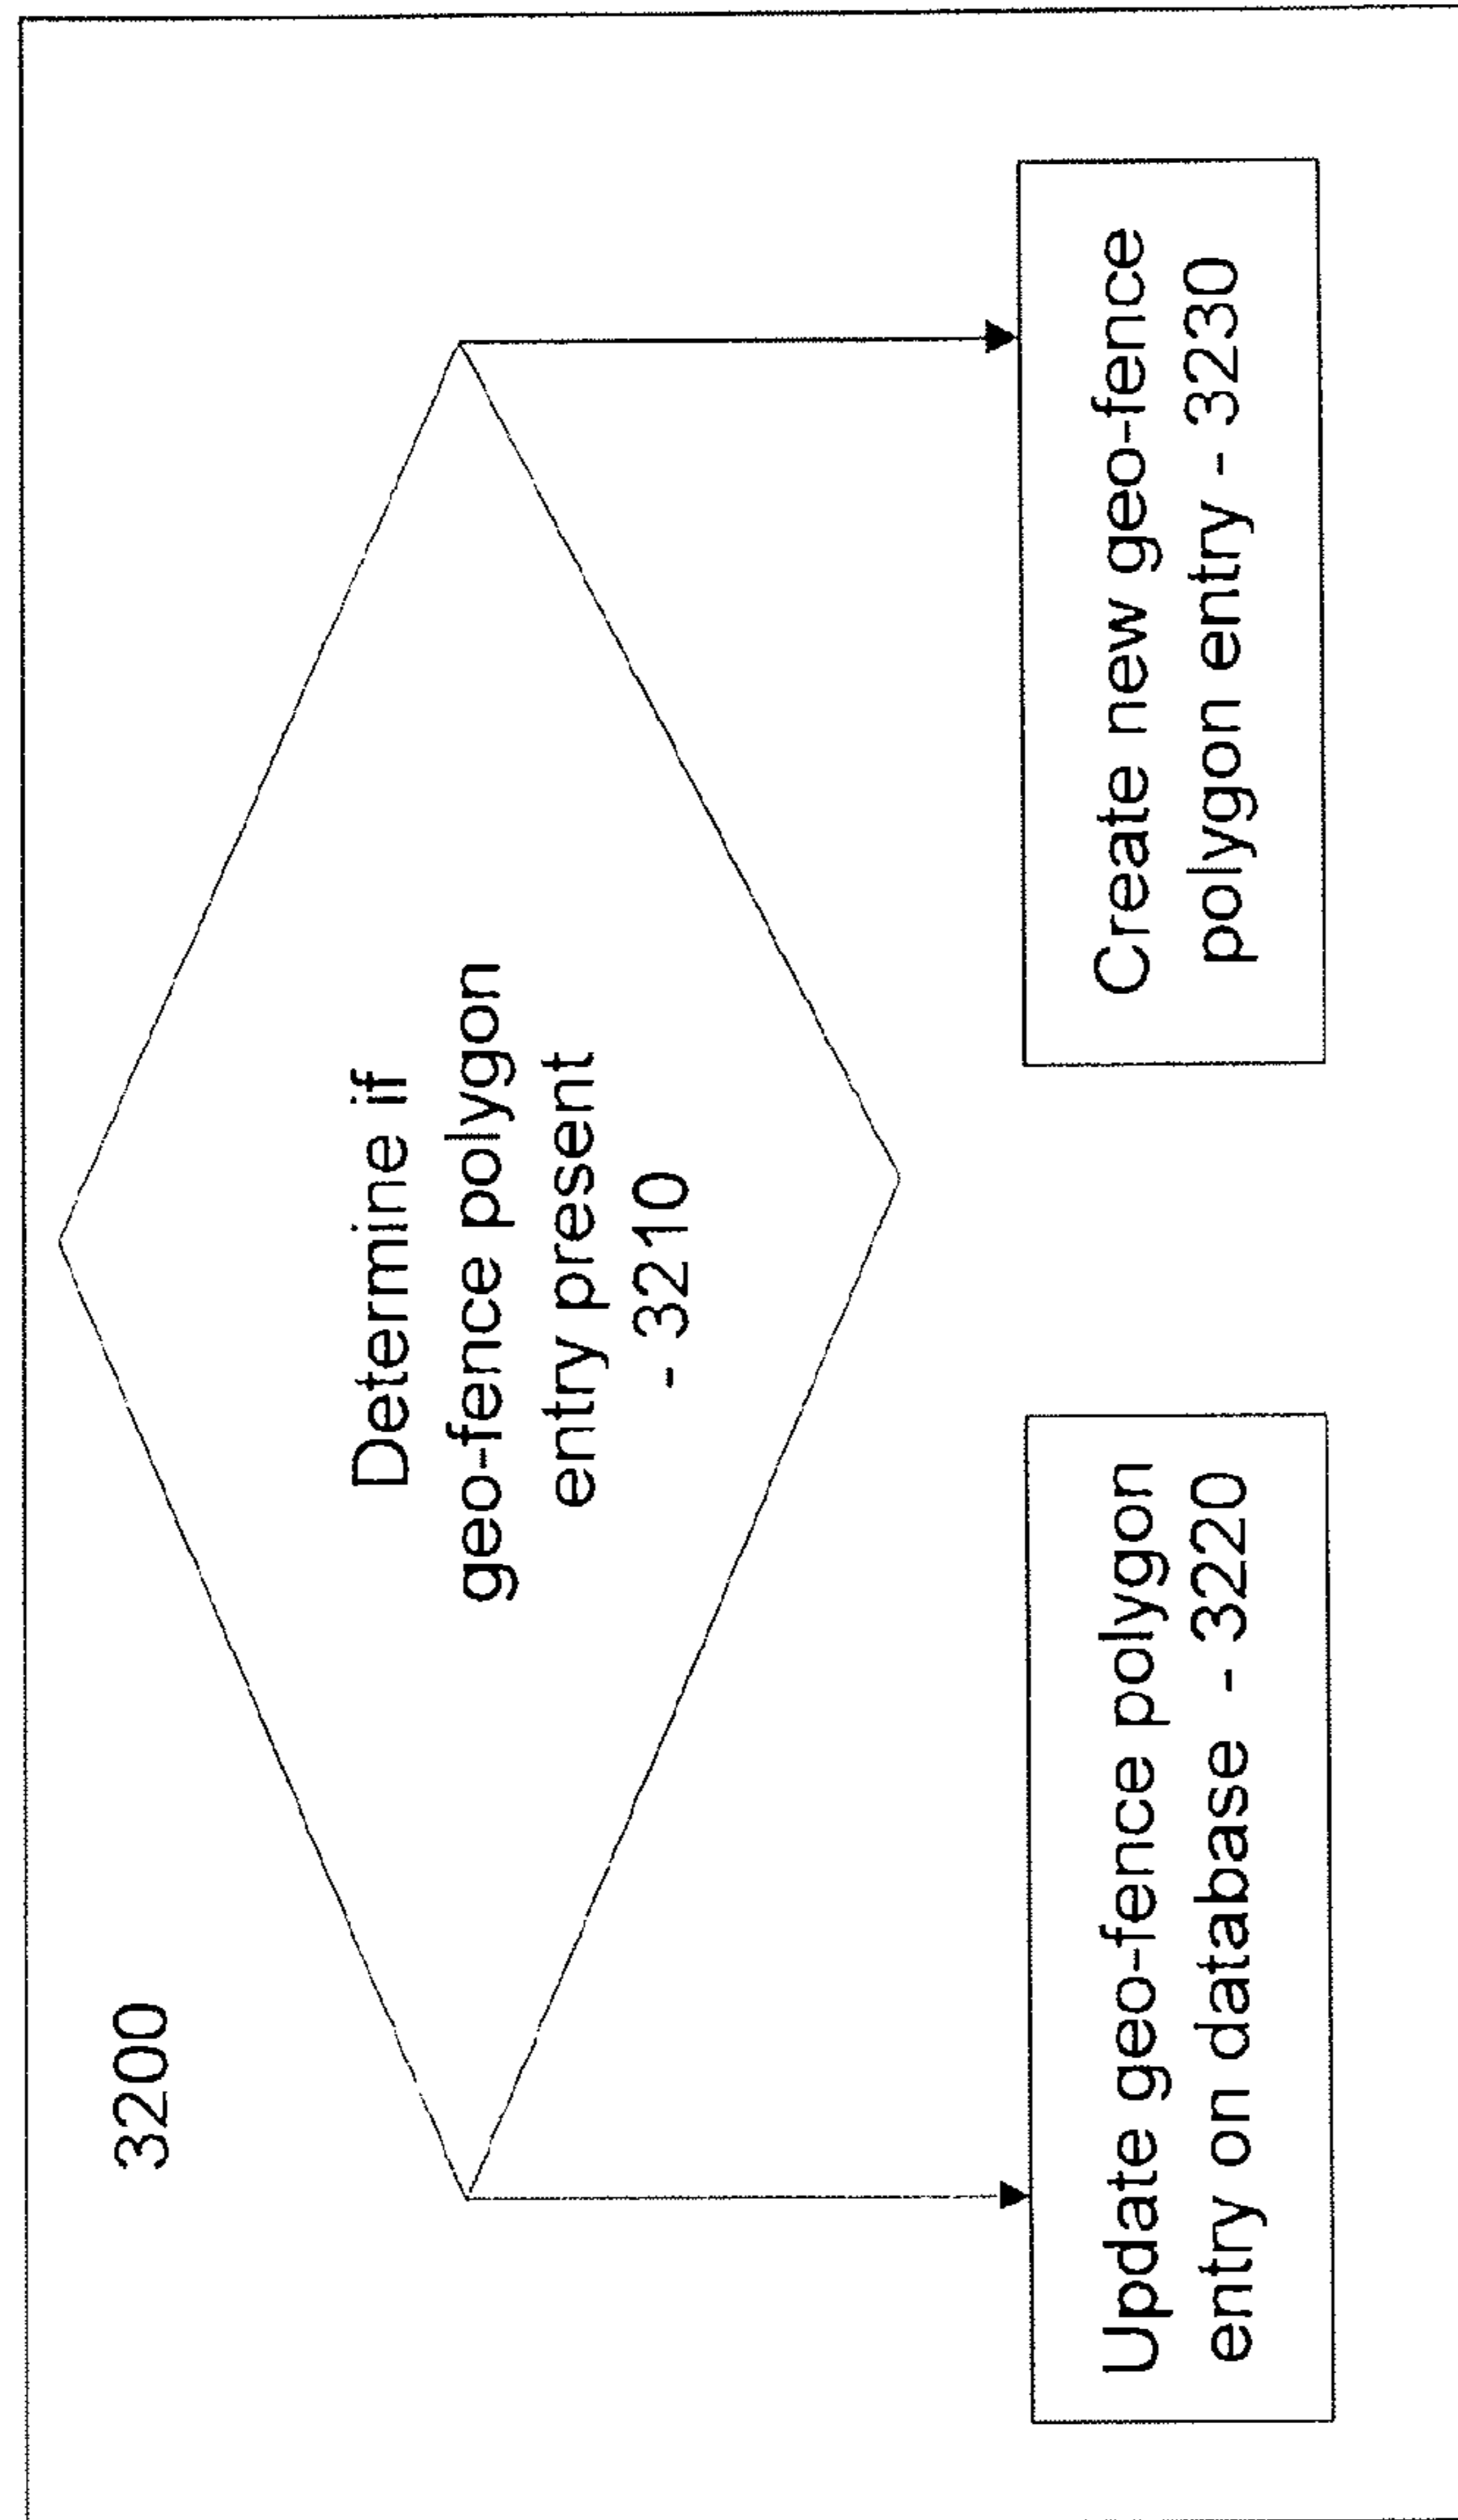 3200
Determine if
geo-fence polygon
entry present
- 3210
Update geo-fence polygon
entry on database - 3220
Create new geo-fence
polygon entry - 3230